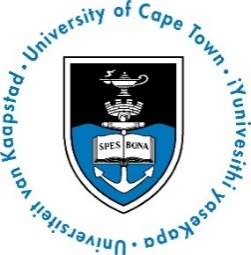 University of Cape Town · iYunivesithi yaseKapa · Universiteit van Kaapstad ·
SPES BONA